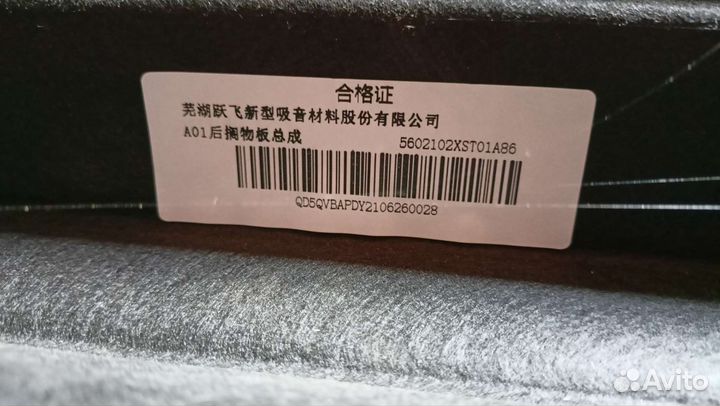 合格证
芜湖跃飞新型吸音材料股份有限公司
A01后搁物板总成 5602102XST01A86
QD5QVBAPDY2106260028
Avito